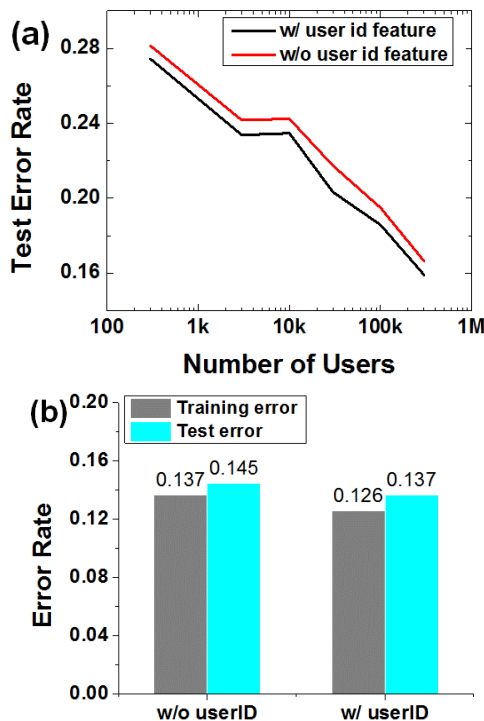 (a)
w/ user id feature
w/o user id feature
0.28
0.24
0.20
0.16
Test Error Rate
100 1k 10k 100k 1M
Number of Users
(b)
Training error
Test error
0.20
0.16
0.12
0.08
0.04
0.00
Error Rate
0.137 0.145 0.126 0.137
w/o userID w/ userID